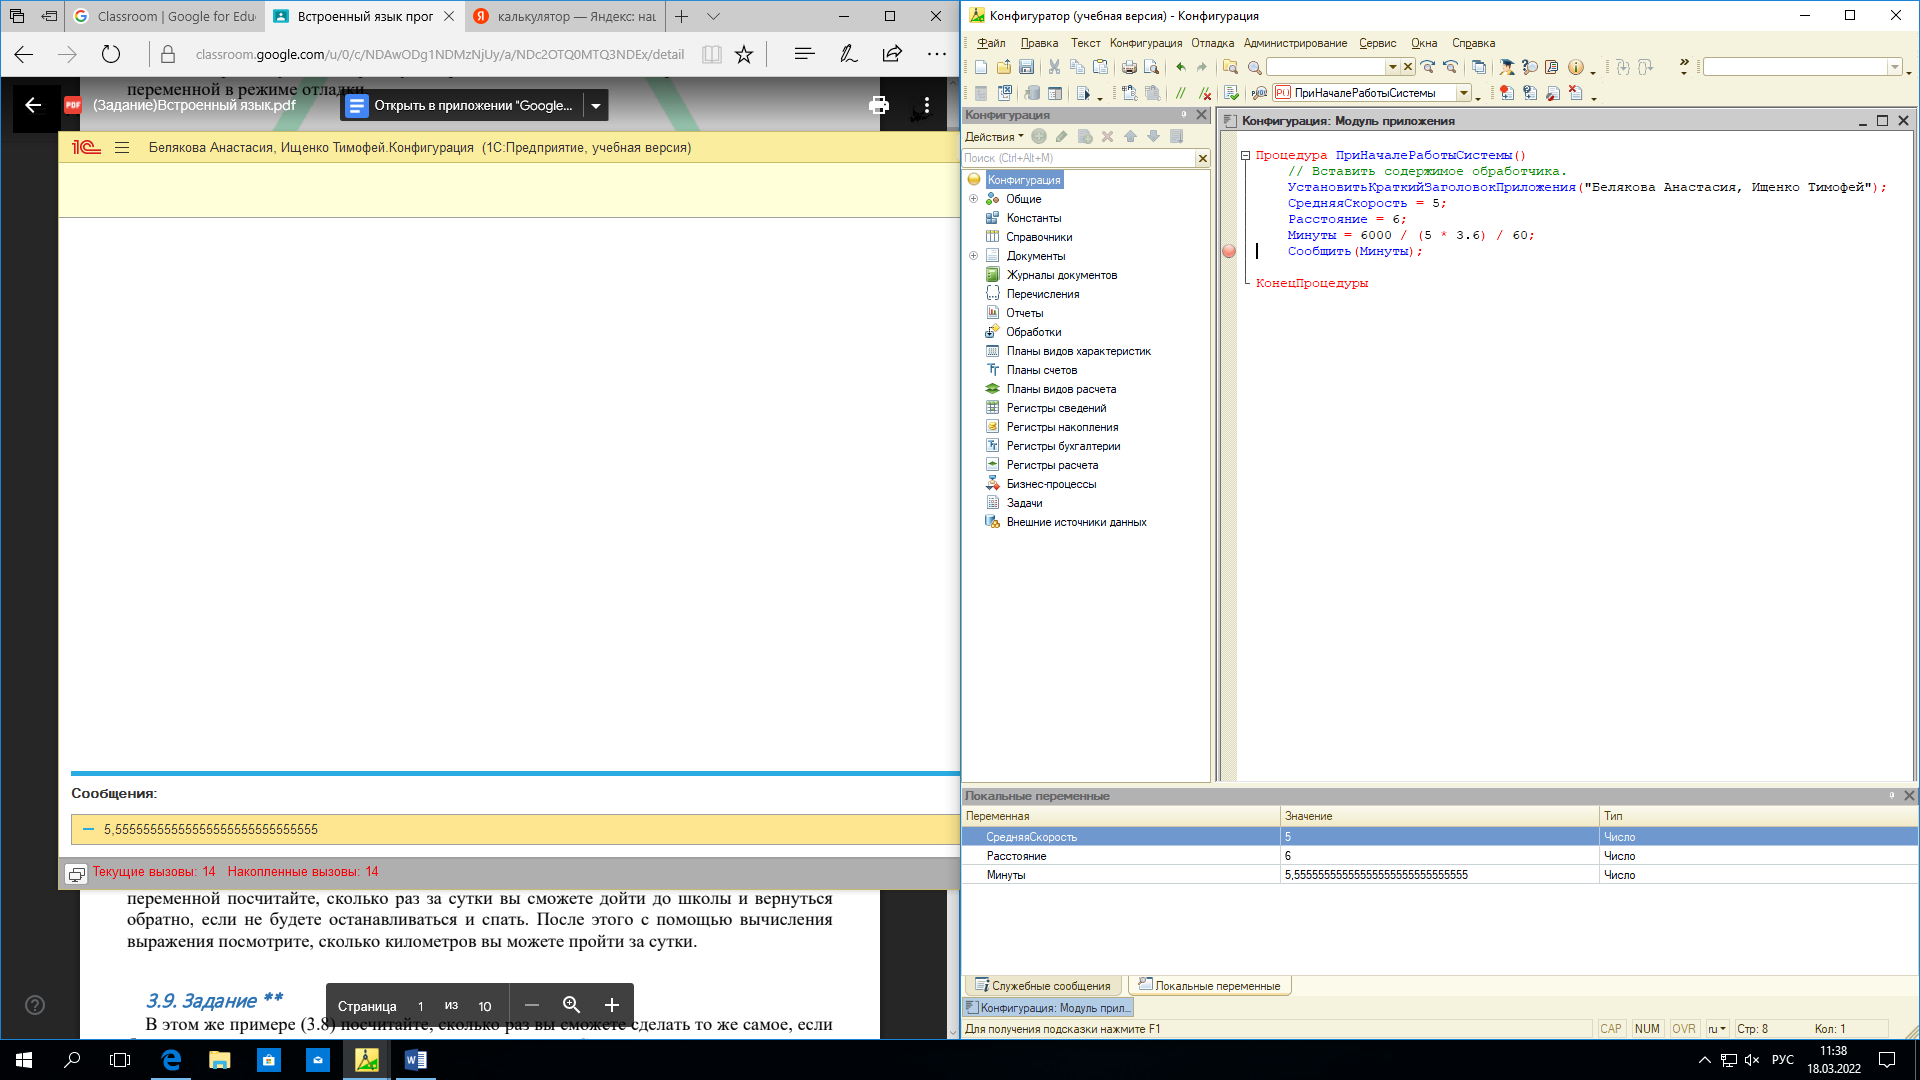 Classroom | Google for Edu
Встроенный язык прог
калькулятор — Яндекс: наш
classroom.google.com/u/0/c/NDAwODg1NDMzNjUy/a/NDc2OTQ0MTQ3NDEx/detail
переменной в режиме отладки
PDF (Задание)Встроенный язык.pdf
Открыть в приложении "Google...
Белякова Анастасия, Ищенко Тимофей.Конфигурация (1С:Предприятие, учебная версия)
Сообщения:
5,5555555555555555555555555555
Текущие вызовы: 14 Накопленные вызовы: 14
переменной посчитайте, сколько раз за сутки вы сможете дойти до школы и вернуться
обратно, если не будете останавливаться и спать. После этого с помощью вычисления
выражения посмотрите, сколько километров вы можете пройти за сутки.
3.9. Задание **
Страница 1 из 10
В этом же примере (3.8) посчитайте, сколько раз вы сможете сделать то же самое, если
Конфигуратор (учебная версия) - Конфигурация
Файл Правка Текст Конфигурация Отладка Администрирование Сервис Окна Справка
ПриНачалеРаботыСистемы
Конфигурация
Действия
Поиск (Ctrl+Alt+M)
Конфигурация
Общие
Константы
Справочники
Документы
Журналы документов
Перечисления
Отчеты
Обработки
Планы видов характеристик
Планы счетов
Планы видов расчета
Регистры сведений
Регистры накопления
Регистры бухгалтерии
Регистры расчета
Бизнес-процессы
Задачи
Внешние источники данных
Конфигурация: Модуль приложения
Процедура ПриНачалеРаботыСистемы()
// Вставить содержимое обработчика.
УстановитьКраткийЗаголовокПриложения("Белякова Анастасия, Ищенко Тимофей");
СредняяСкорость = 5;
Расстояние = 6;
Минуты = 6000 / (5 * 3.6) / 60;
Сообщить(Минуты);
КонецПроцедуры
Локальные переменные
Переменная Значение Тип
СредняяСкорость 5 Число
Расстояние 6 Число
Минуты 5,5555555555555555555555555555 Число
Служебные сообщения
Локальные переменные
Конфигурация: Модуль прил...
Для получения подсказки нажмите F1
CAP NUM OVR ru Стр: 8 Кол: 1
РУС
11:38
18.03.2022